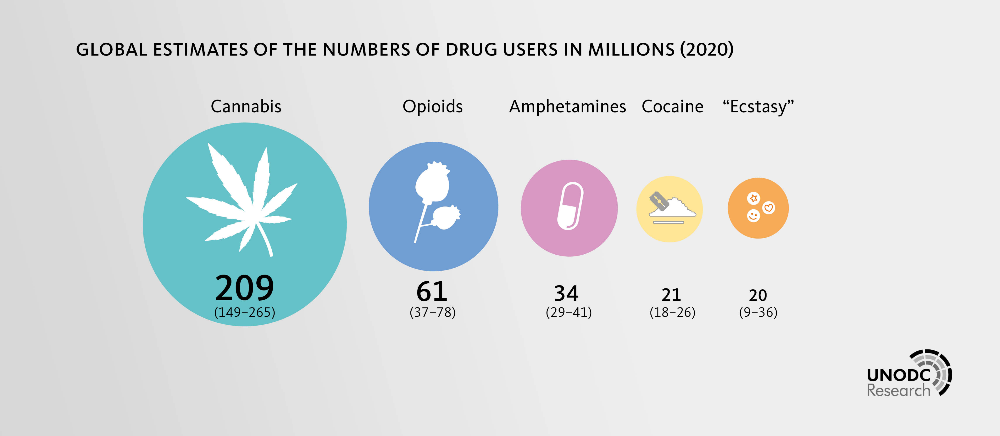 GLOBAL ESTIMATES OF THE NUMBERS OF DRUG USERS IN MILLIONS (2020)
Cannabis
Opioids
Amphetamines
Cocaine
“Ecstasy”
209
(149–265)
61
(37–78)
34
(29–41)
21
(18–26)
20
(9–36)
UNODC
Research